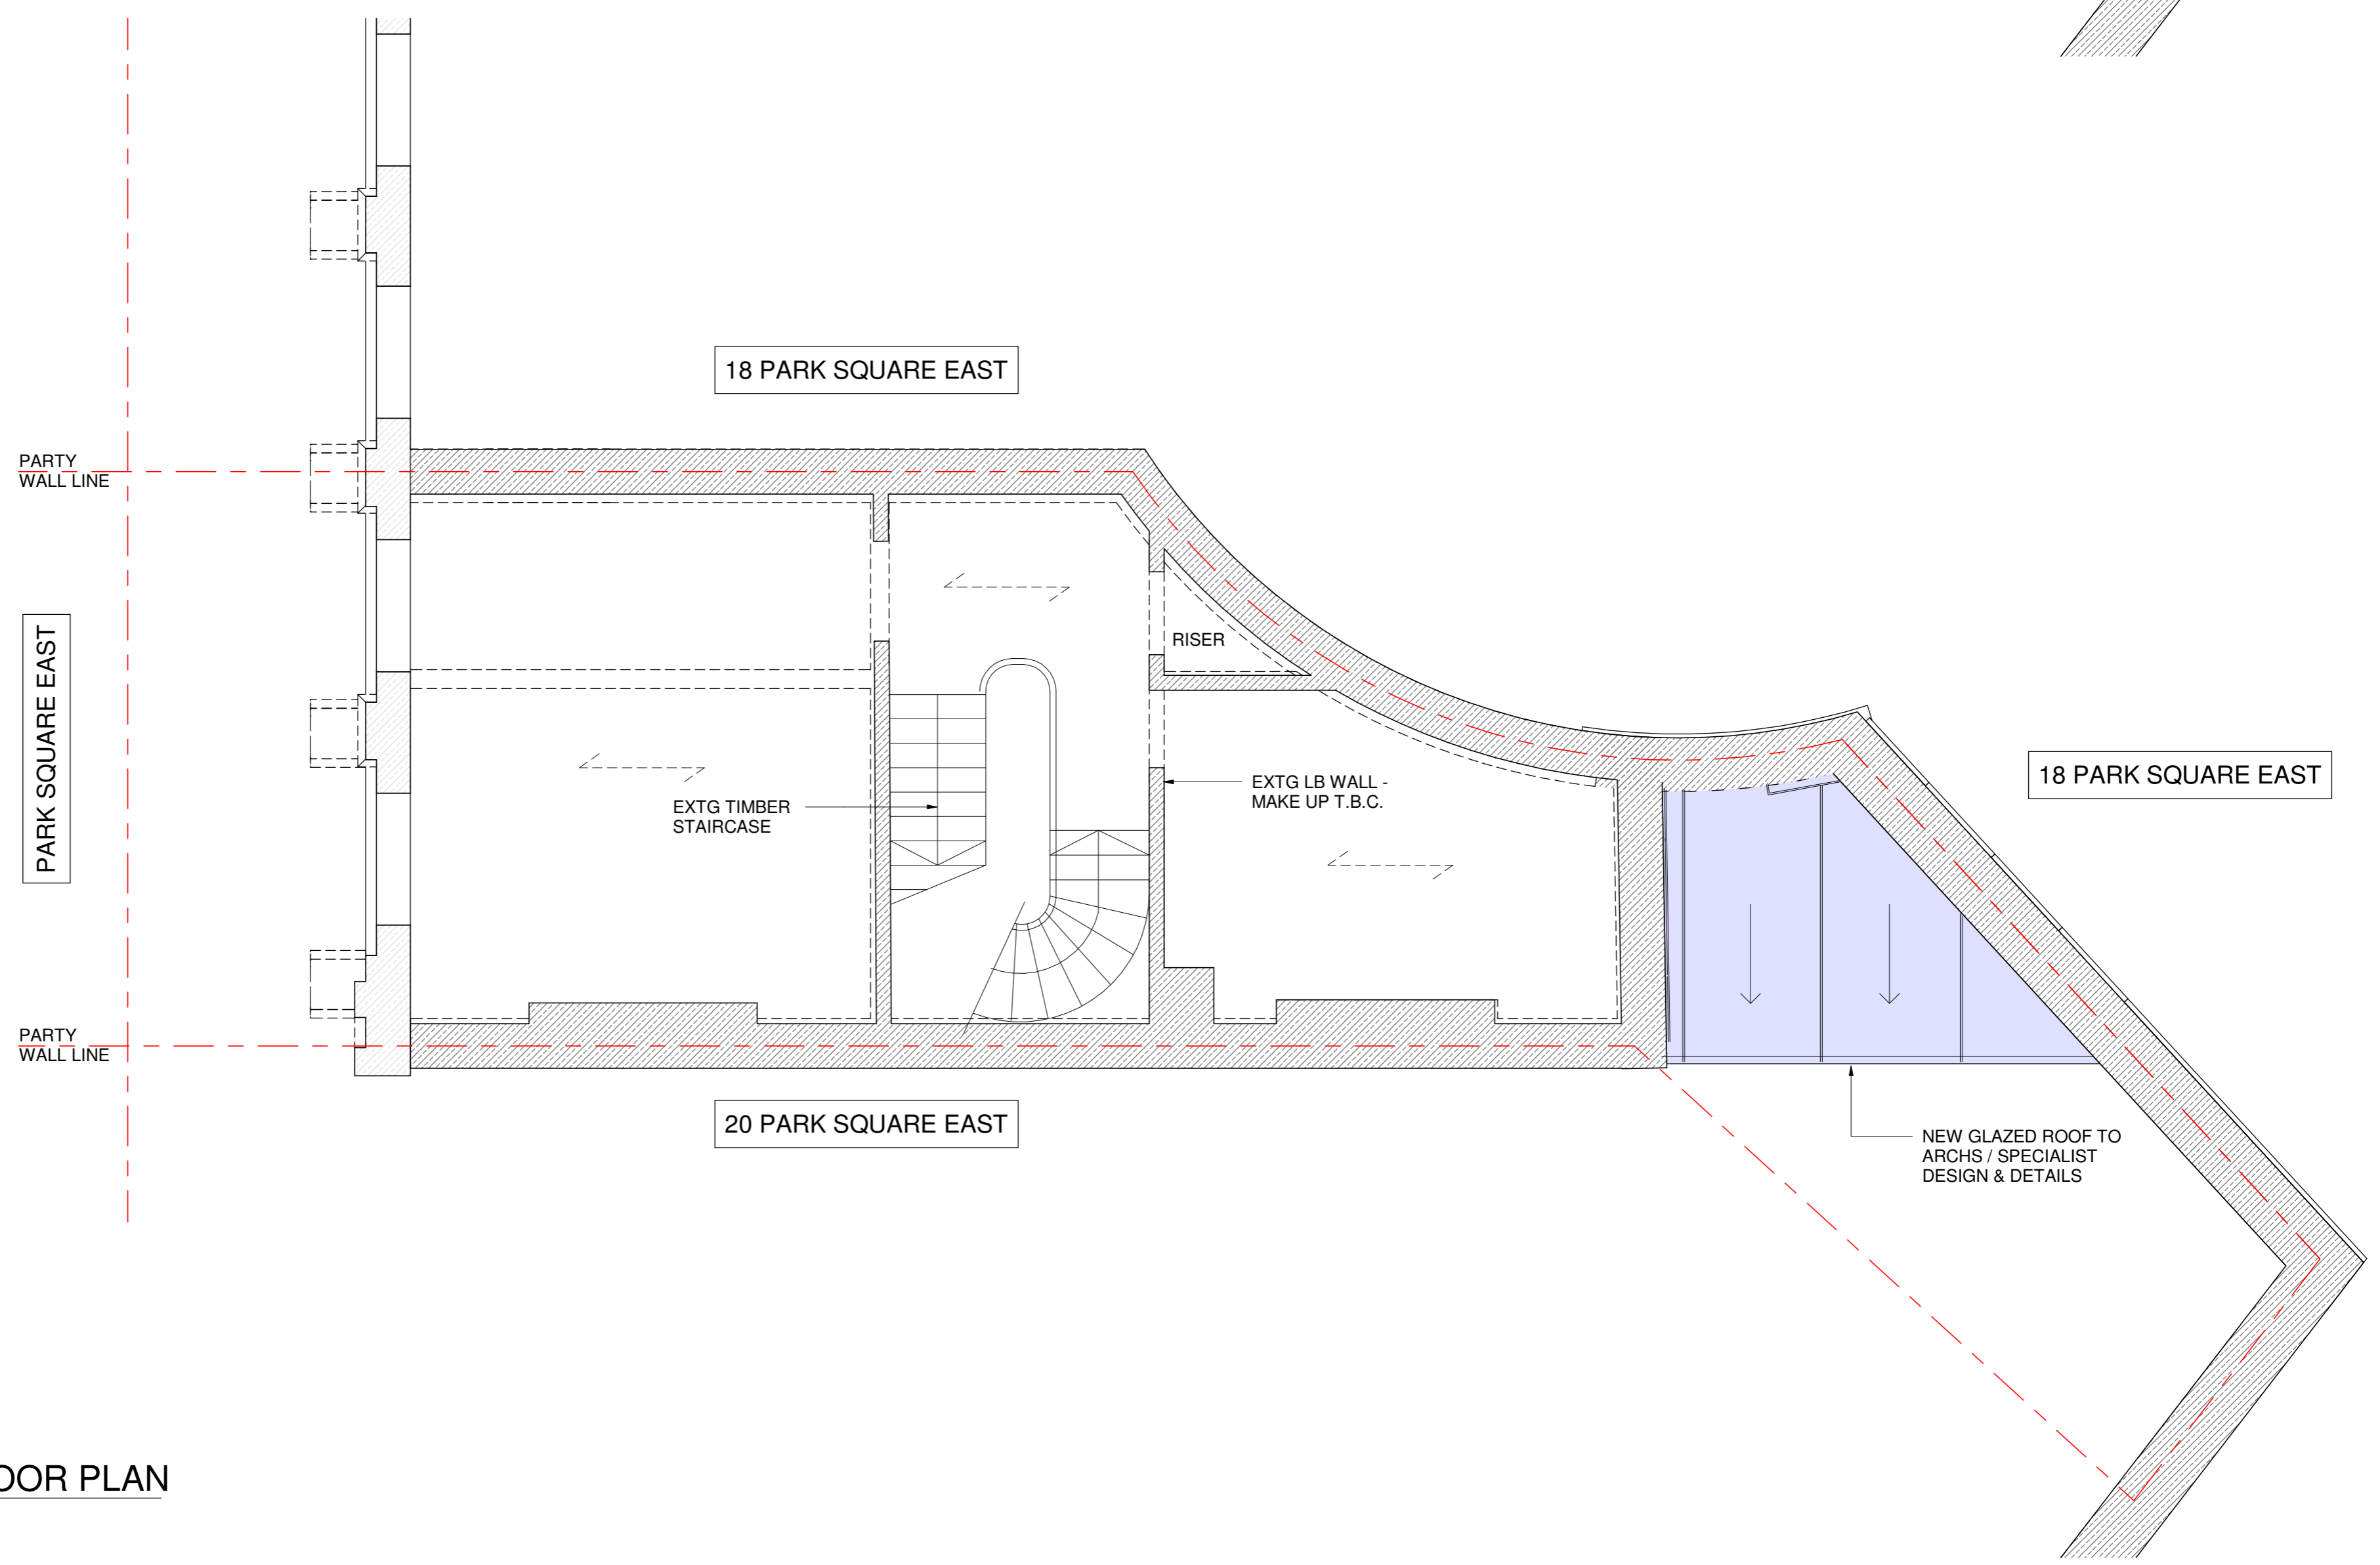 18 PARK SQUARE EAST
PARTY
WALL LINE
PARK SQUARE EAST
RISER
EXTG TIMBER
STAIRCASE
EXTG LB WALL -
MAKE UP T.B.C.
18 PARK SQUARE EAST
PARTY
WALL LINE
20 PARK SQUARE EAST
NEW GLAZED ROOF TO
ARCHS / SPECIALIST
DESIGN & DETAILS
OOR PLAN